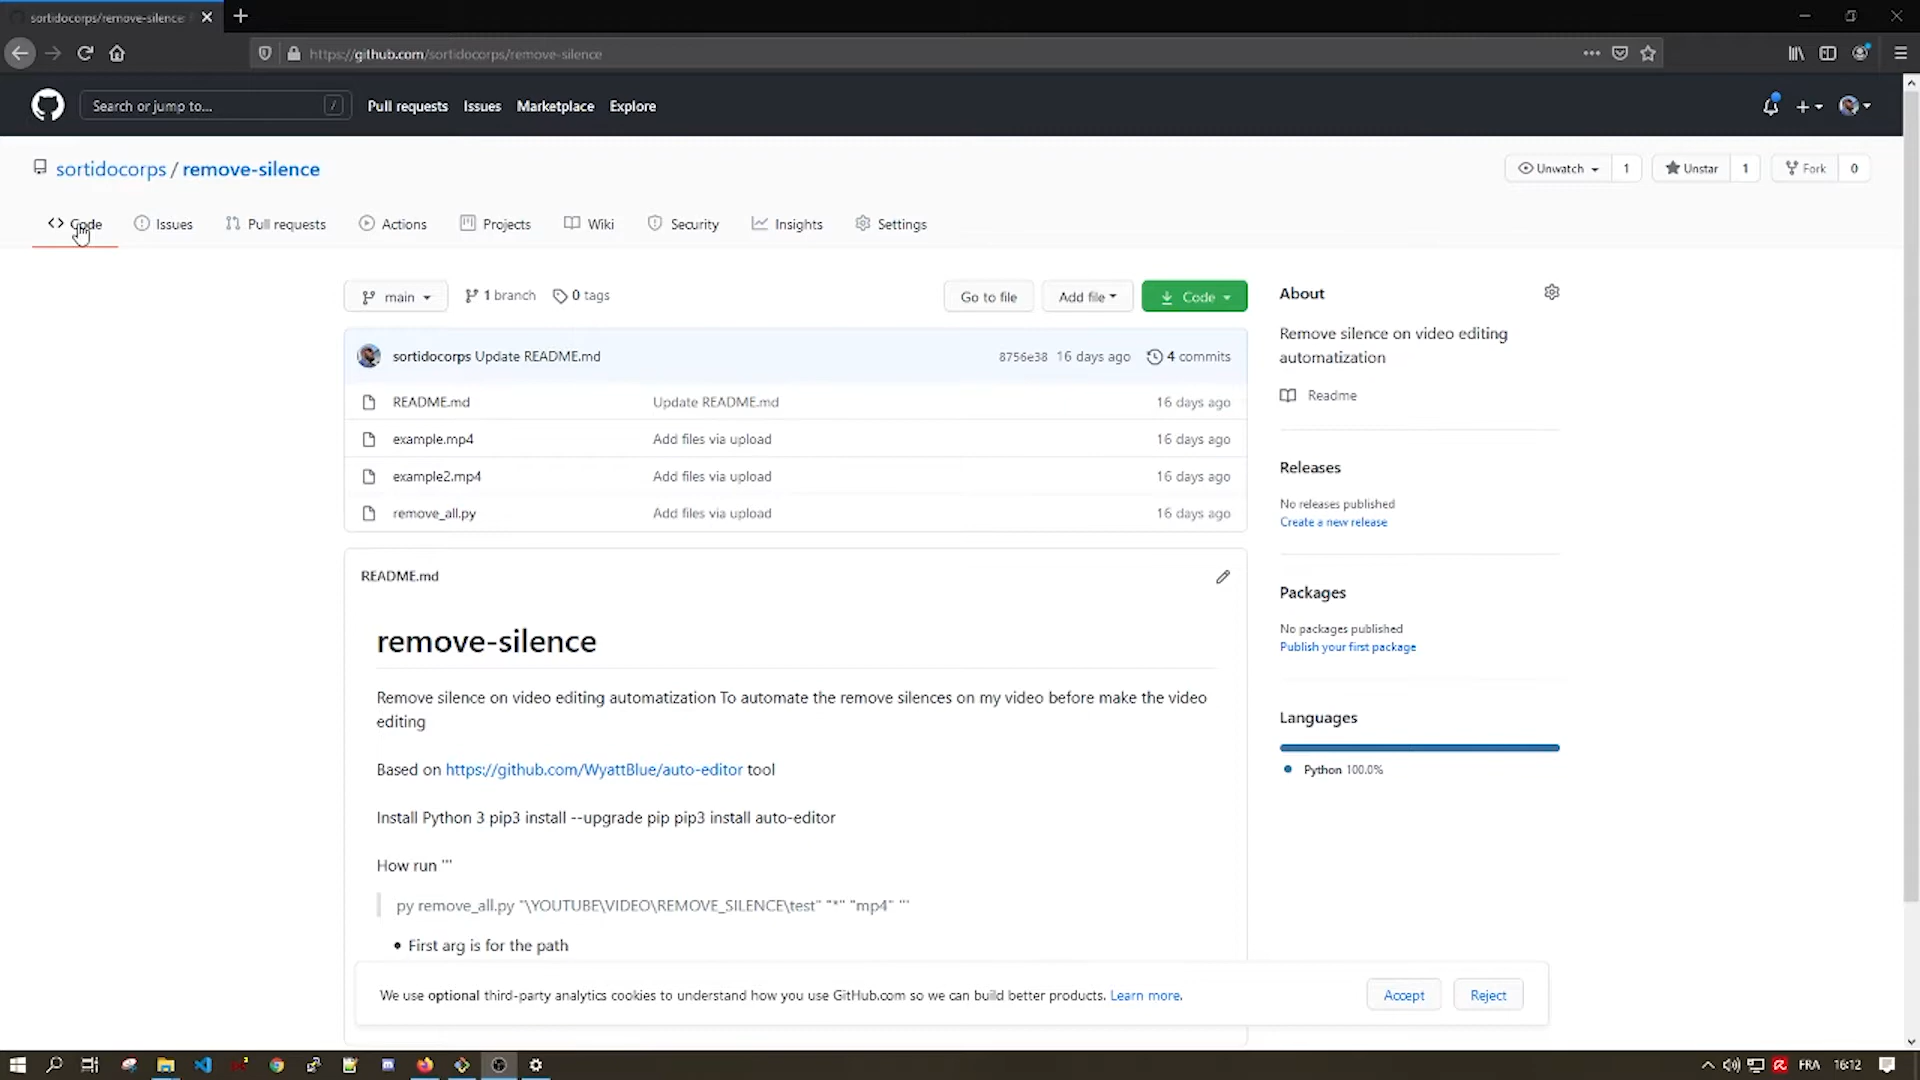 sortidocorps/remove-silence:
https://github.com/sortidocorps/remove-silence
Search or jump to...
/
Pull requests
Issues
Marketplace
Explore
sortidocorps / remove-silence
Unwatch
1
Unstar
1
Fork
0
Code
Issues
Pull requests
Actions
Projects
Wiki
Security
Insights
Settings
main
1 branch
0 tags
Go to file
Add file
Code
sortidocorps Update README.md
8756e38 16 days ago
4 commits
README.md
Update README.md
16 days ago
example.mp4
Add files via upload
16 days ago
example2.mp4
Add files via upload
16 days ago
remove_all.py
Add files via upload
16 days ago
README.md
remove-silence
Remove silence on video editing automatization To automate the remove silences on my video before make the video
editing
Based on https://github.com/WyattBlue/auto-editor tool
Install Python 3 pip3 install --upgrade pip pip3 install auto-editor
How run '''
py remove_all.py "\YOUTUBE\VIDEO\REMOVE_SILENCE\test" "*" "mp4" '''
• First arg is for the path
About
Remove silence on video editing
automatization
Readme
Releases
No releases published
Create a new release
Packages
No packages published
Publish your first package
Languages
Python 100.0%
We use optional third-party analytics cookies to understand how you use GitHub.com so we can build better products. Learn more.
Accept
Reject
FRA
16:12